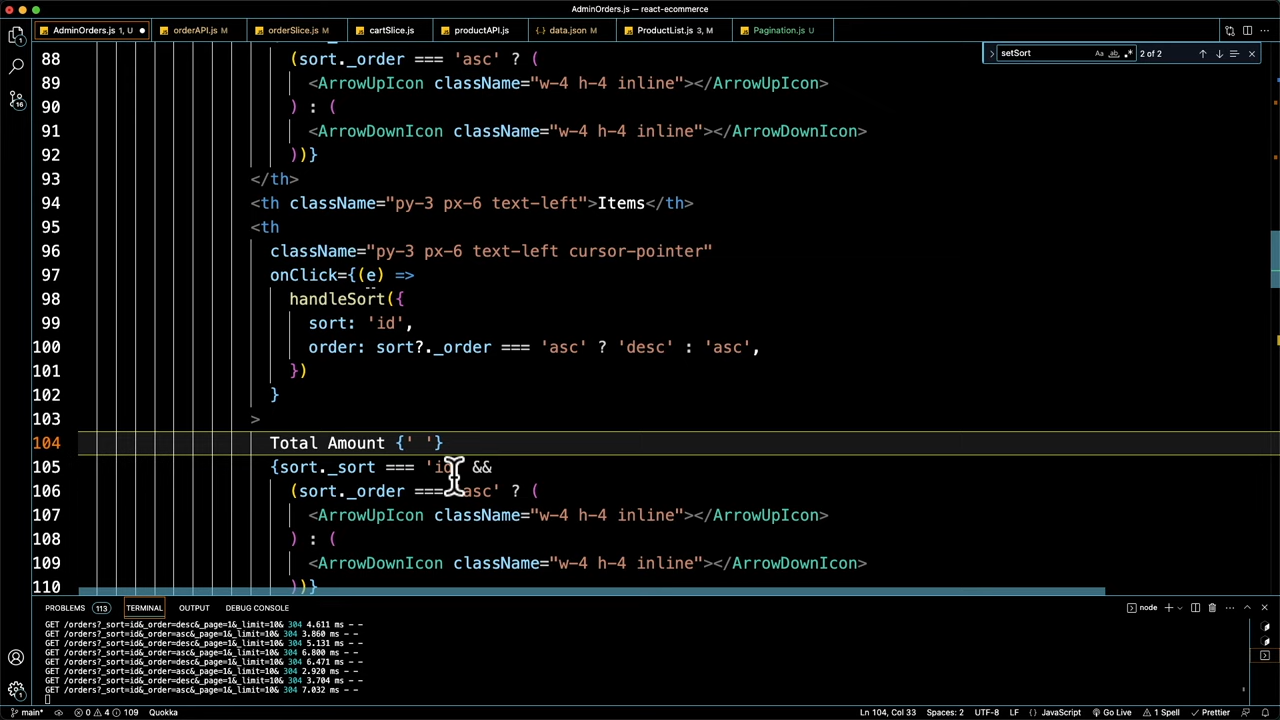 AdminOrders.js — react-ecommerce
AdminOrders.js 1, U
orderAPI.js M
orderSlice.js M
cartSlice.js
productAPI.js
data.json M
ProductList.js 3, M
Pagination.js U
setSort
Aa
ab
.*
2 of 2
88 (sort._order === 'asc' ? (
89 <ArrowUpIcon className="w-4 h-4 inline"></ArrowUpIcon>
90 ) : (
91 <ArrowDownIcon className="w-4 h-4 inline"></ArrowDownIcon>
92 ))}
93 </th>
94 <th className="py-3 px-6 text-left">Items</th>
95 <th
96 className="py-3 px-6 text-left cursor-pointer"
97 onClick={(e) =>
98 handleSort({
99 sort: 'id',
100 order: sort?._order === 'asc' ? 'desc' : 'asc',
101 })
102 }
103 >
104 Total Amount {' '}
105 {sort._sort === 'id' &&
106 (sort._order === 'asc' ? (
107 <ArrowUpIcon className="w-4 h-4 inline"></ArrowUpIcon>
108 ) : (
109 <ArrowDownIcon className="w-4 h-4 inline"></ArrowDownIcon>
110 ))}
PROBLEMS 113 TERMINAL OUTPUT DEBUG CONSOLE
node
GET /orders?_sort=id&_order=desc&_page=1&_limit=10& 304 4.611 ms - -
GET /orders?_sort=id&_order=asc&_page=1&_limit=10& 304 3.860 ms - -
GET /orders?_sort=id&_order=desc&_page=1&_limit=10& 304 5.131 ms - -
GET /orders?_sort=id&_order=asc&_page=1&_limit=10& 304 6.800 ms - -
GET /orders?_sort=id&_order=desc&_page=1&_limit=10& 304 6.471 ms - -
GET /orders?_sort=id&_order=asc&_page=1&_limit=10& 304 2.920 ms - -
GET /orders?_sort=id&_order=desc&_page=1&_limit=10& 304 3.704 ms - -
GET /orders?_sort=id&_order=asc&_page=1&_limit=10& 304 7.032 ms - -
16
1
main* 0 4 109 Quokka
Ln 104, Col 33 Spaces: 2 UTF-8 LF {} JavaScript Go Live 1 Spell Prettier